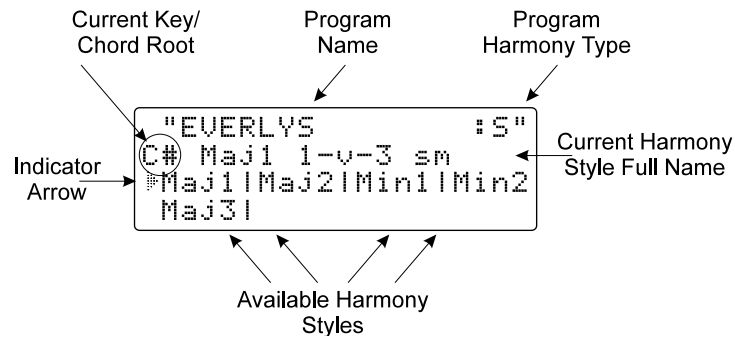 Current Key/
Chord Root
Program
Name
Program
Harmony Type
"EVERLYS :S"
C# Maj1 1-v-3 sm
Maj1|Maj2|Min1|Min2
Maj3|
Indicator
Arrow
Current Harmony
Style Full Name
Available Harmony
Styles